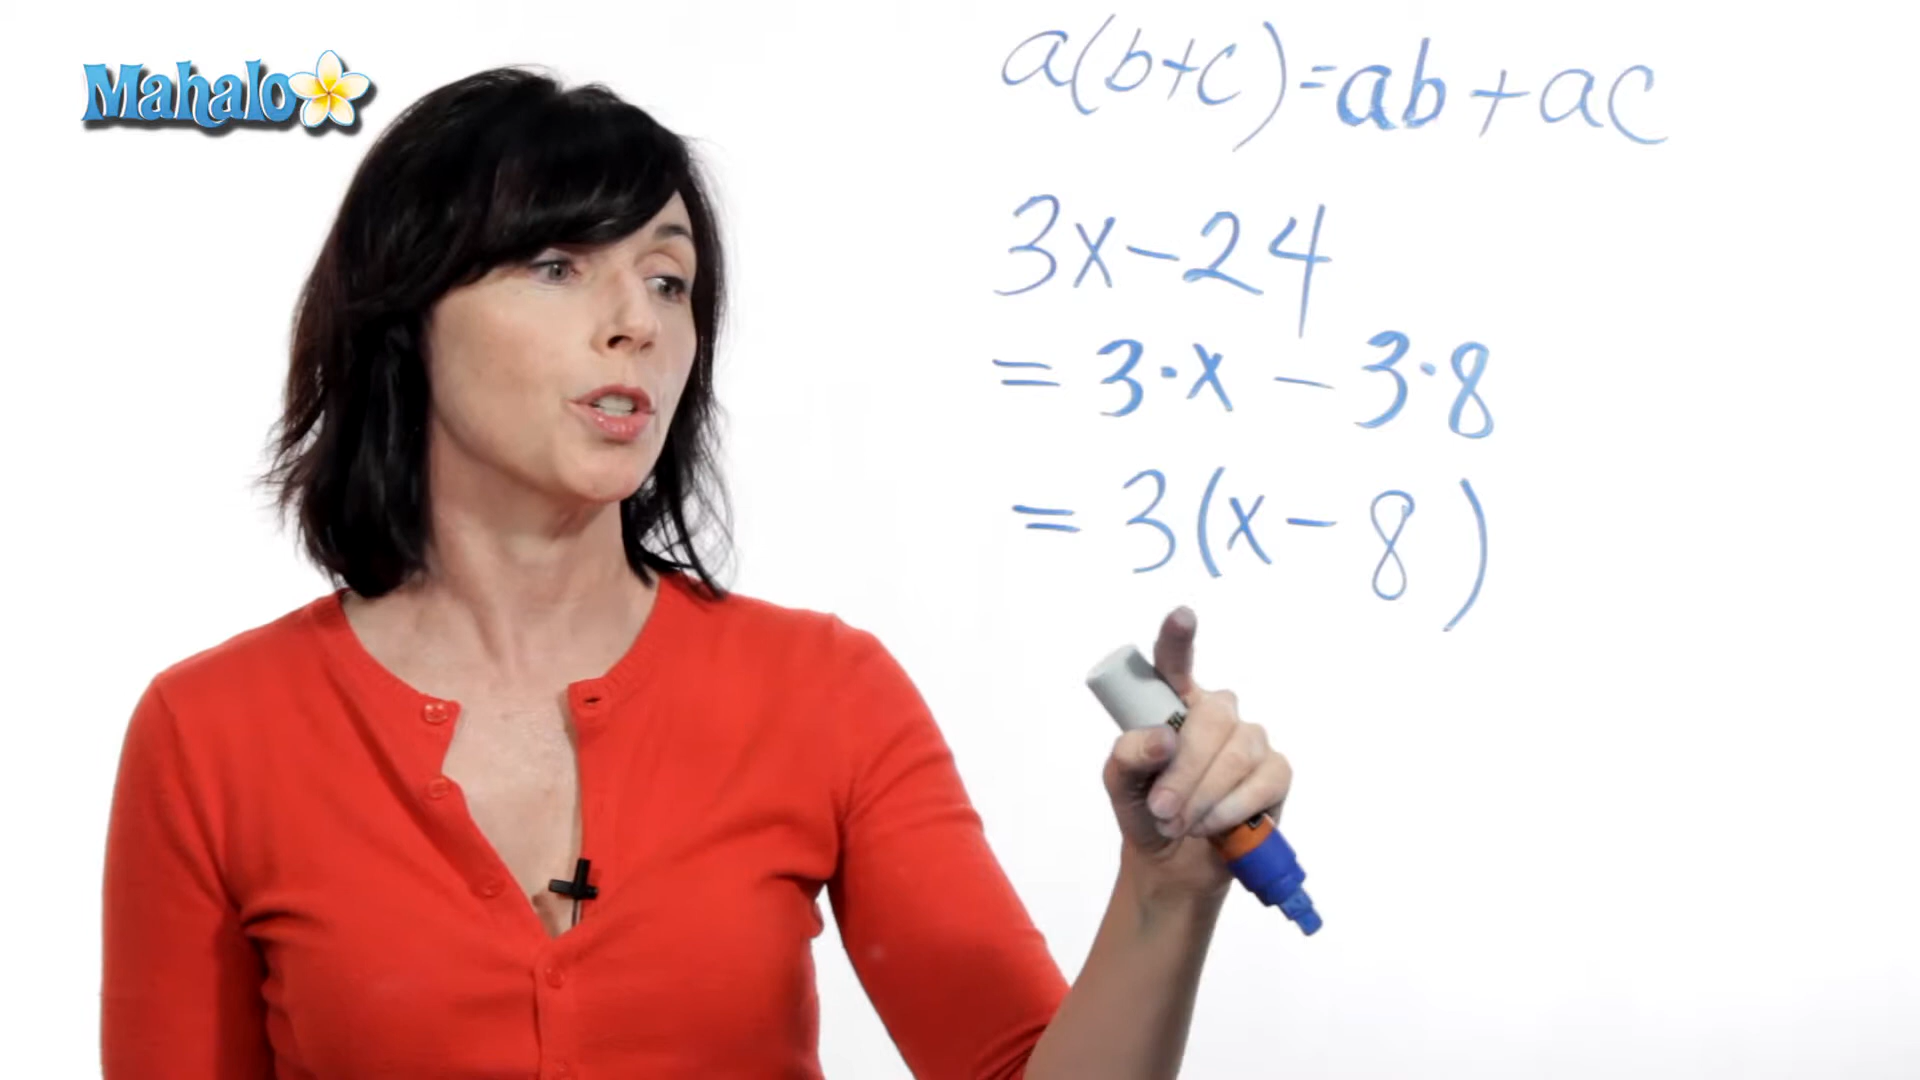 Mahalo
a(b+c)=ab+ac
3x-24
= 3·x - 3·8
= 3(x-8)